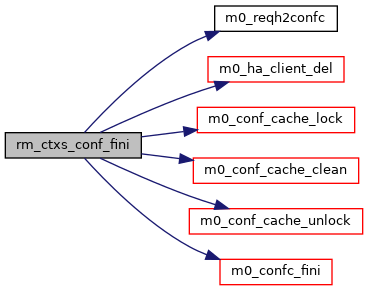 m0_reqh2confc
m0_ha_client_del
m0_conf_cache_lock
rm_ctxs_conf_fini
m0_conf_cache_clean
m0_conf_cache_unlock
m0_confc_fini